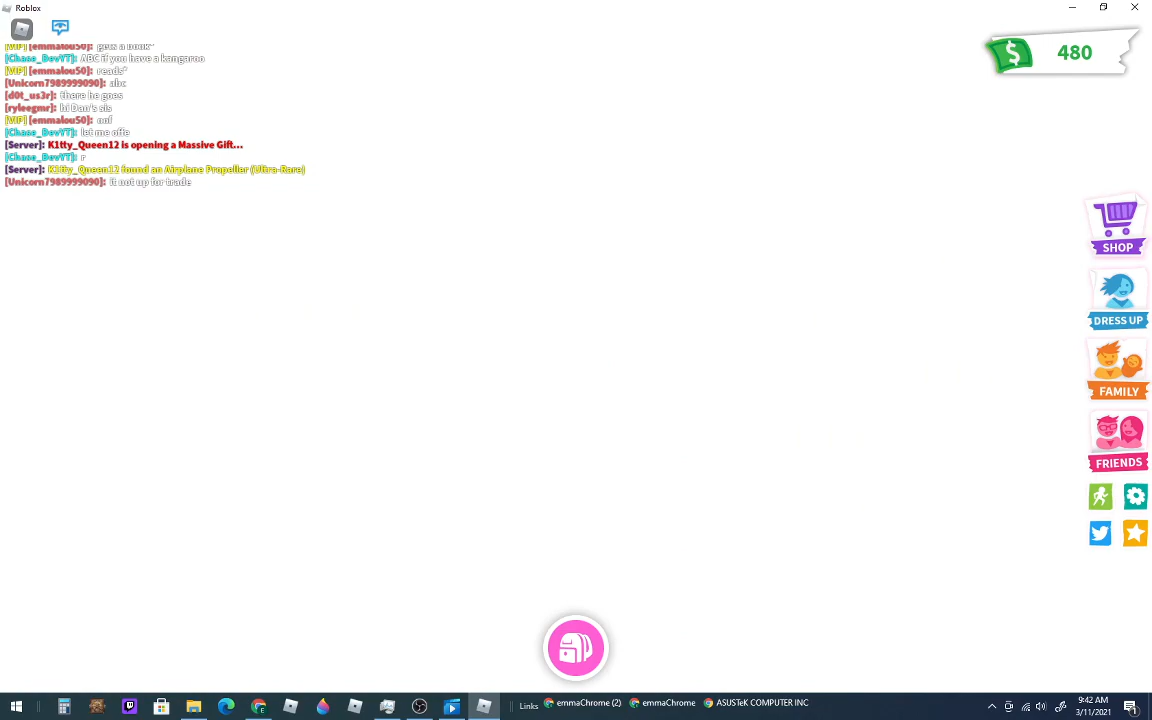 Roblox
[VIP] [emmalou50]: gets a book*
[Chase_DevYT]: ABC if you have a kangaroo
[VIP] [emmalou50]: reads*
[Unicorn7989999090]: abc
[d0t_us3r]: there he goes
[ryleegmr]: hi Dan's sis
[VIP] [emmalou50]: onf
[Chase_DevYT]: let me offe
[Server]: K1tty_Queen12 is opening a Massive Gift...
[Chase_DevYT]: r
[Server]: K1tty_Queen12 found an Airplane Propeller (Ultra-Rare)
[Unicorn7989999090]: it not up for trade
$ 480
SHOP
DRESS UP
FAMILY
FRIENDS
Links
emmaChrome (2)
emmaChrome
ASUSTeK COMPUTER INC
9:42 AM
3/11/2021